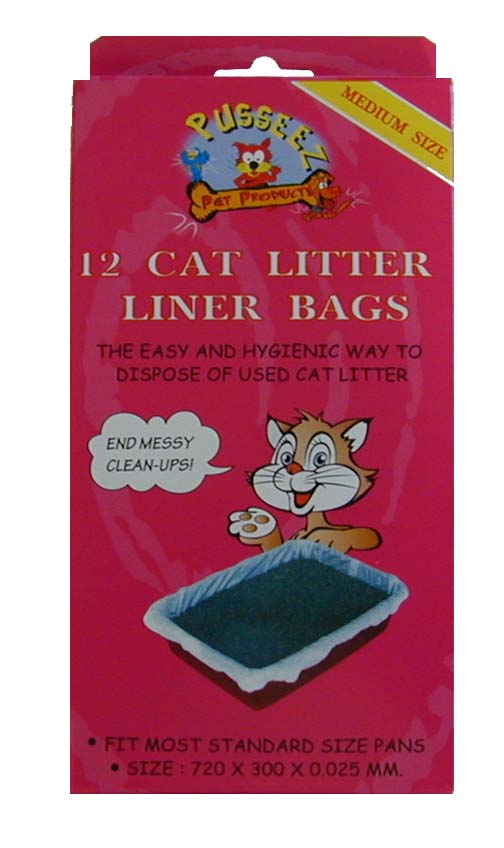 MEDIUM SIZE
PUSSEEZ
PET PRODUCTS
12 CAT LITTER
LINER BAGS
THE EASY AND HYGIENIC WAY TO
DISPOSE OF USED CAT LITTER
END MESSY
CLEAN-UPS!
• FIT MOST STANDARD SIZE PANS
• SIZE : 720 X 300 X 0.025 MM.